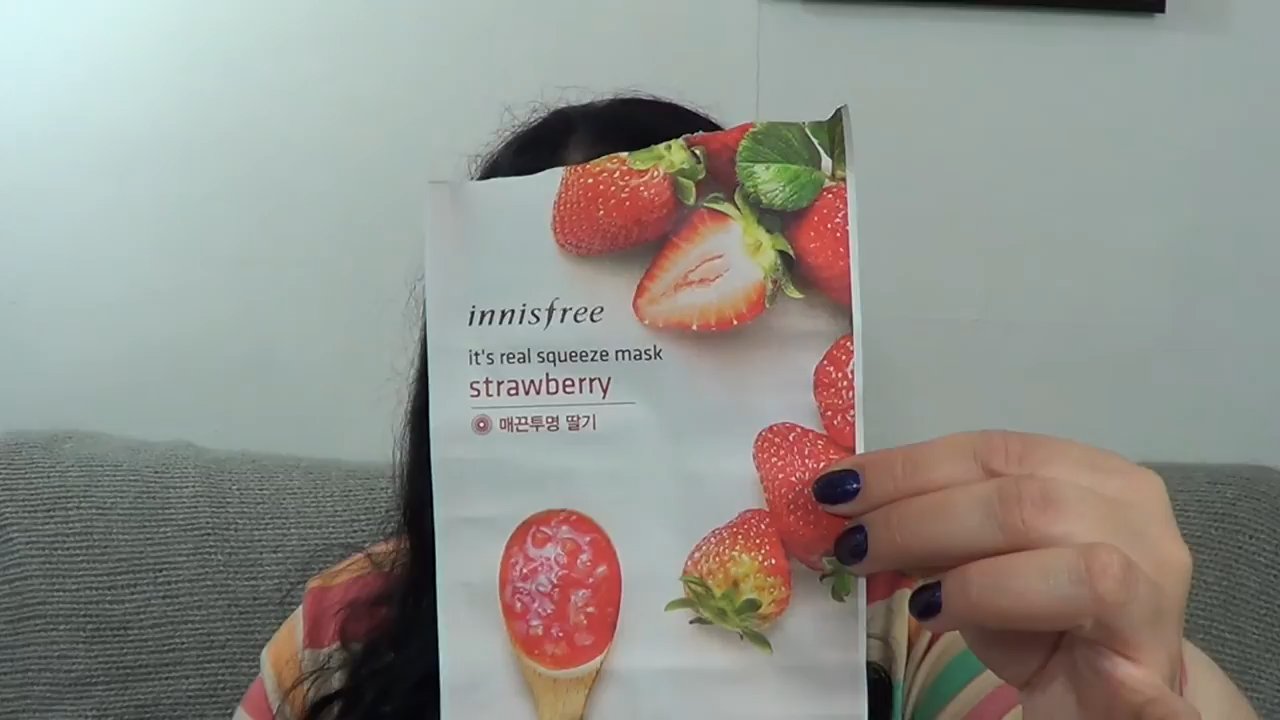 innisfree
it's real squeeze mask
strawberry
매끈투명 딸기